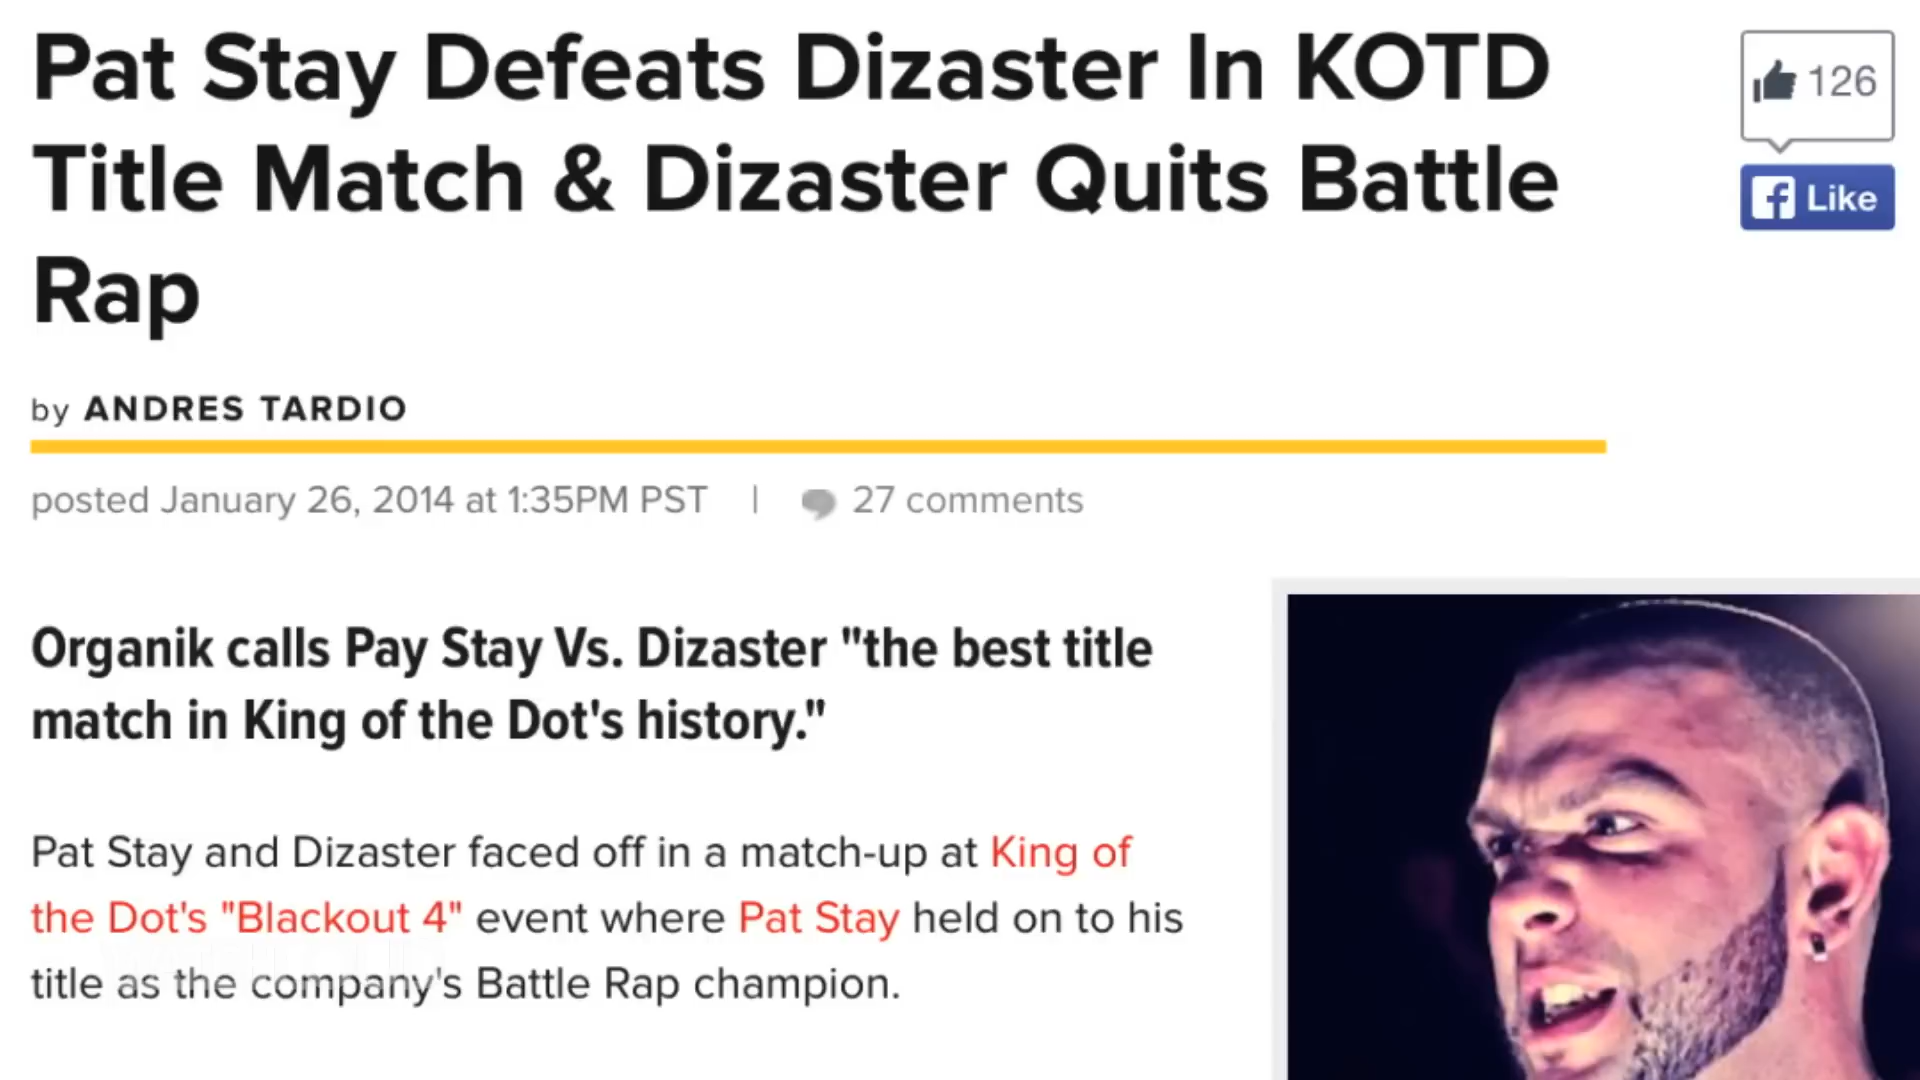 Pat Stay Defeats Dizaster In KOTD
Title Match & Dizaster Quits Battle
Rap
126
Like
by ANDRES TARDIO
posted January 26, 2014 at 1:35PM PST | 27 comments
Organik calls Pay Stay Vs. Dizaster "the best title
match in King of the Dot's history."
Pat Stay and Dizaster faced off in a match-up at King of
the Dot's "Blackout 4" event where Pat Stay held on to his
title as the company's Battle Rap champion.